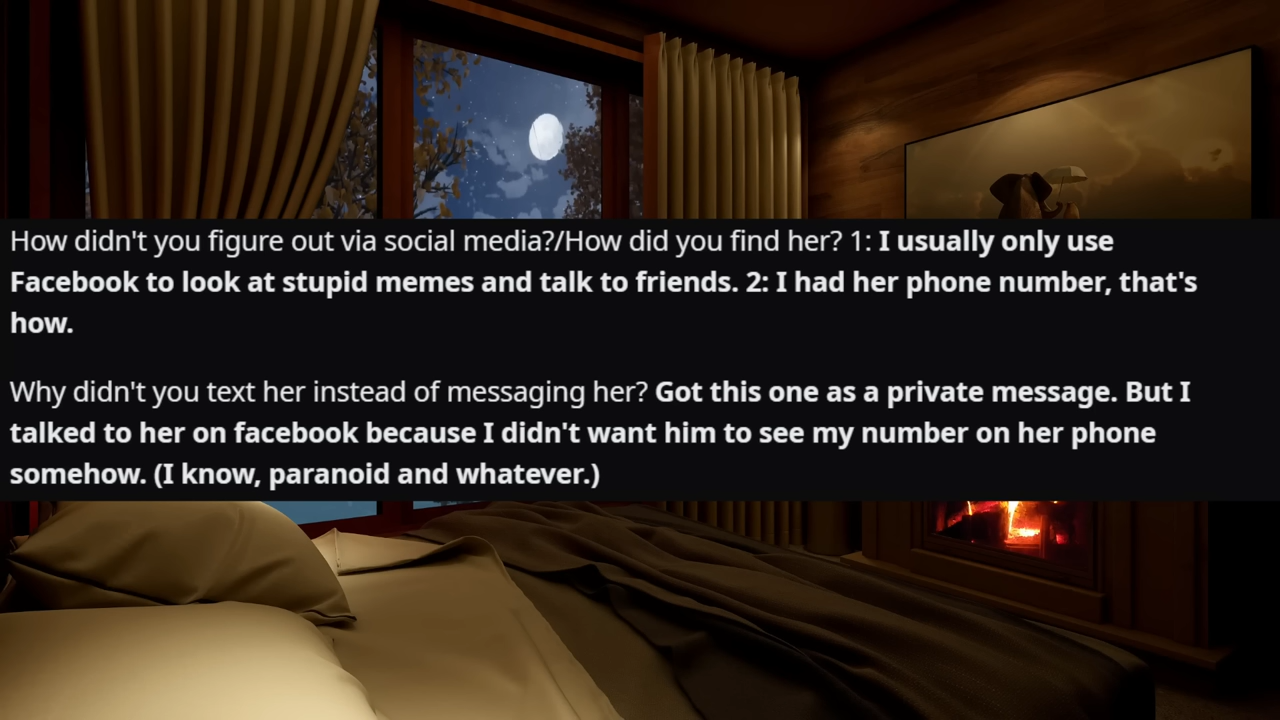 How didn't you figure out via social media?/How did you find her? 1: I usually only use
Facebook to look at stupid memes and talk to friends. 2: I had her phone number, that's
how.
Why didn't you text her instead of messaging her? Got this one as a private message. But I
talked to her on facebook because I didn't want him to see my number on her phone
somehow. (I know, paranoid and whatever.)